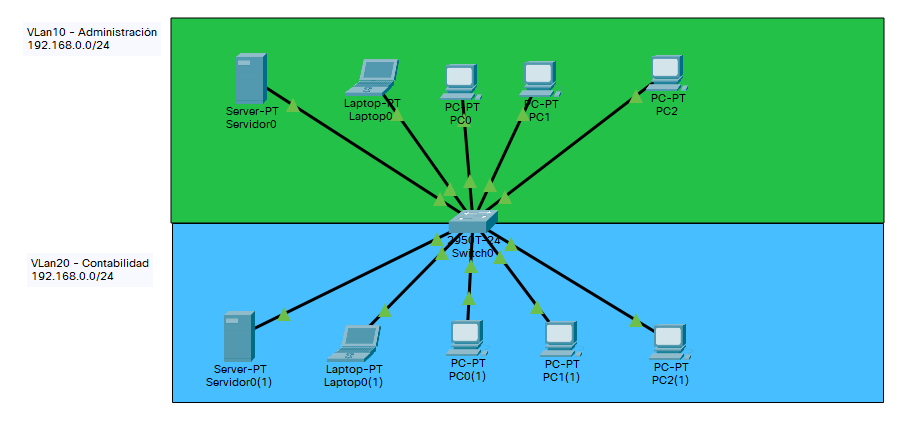 VLan10 - Administración
192.168.0.0/24
Server-PT
Servidor0
Laptop-PT
Laptop0
PC-PT
PC0
PC-PT
PC1
PC-PT
PC2
2950T-24
Switch0
VLan20 - Contabilidad
192.168.0.0/24
Server-PT
Servidor0(1)
Laptop-PT
Laptop0(1)
PC-PT
PC0(1)
PC-PT
PC1(1)
PC-PT
PC2(1)